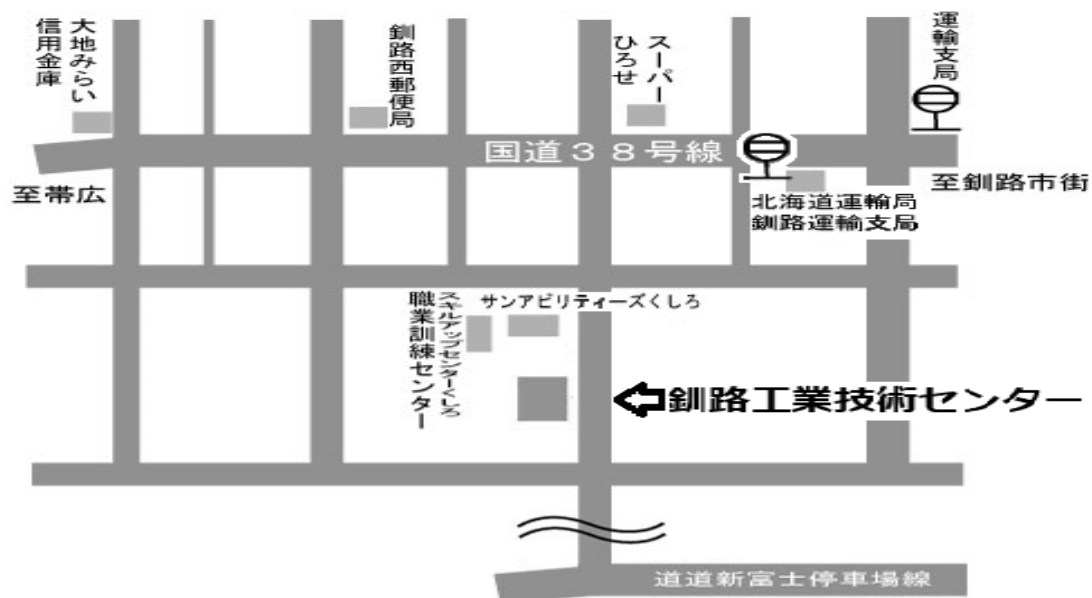 大地みらい
信用金庫
釧路西郵便局
スーパー
ひろせ
運輸支局
国道３８号線
至帯広
至釧路市街
北海道運輸局
釧路運輸支局
サンアビリティーズくしろ
スキルアップセンターくしろ
職業訓練センター
釧路工業技術センター
道道新富士停車場線